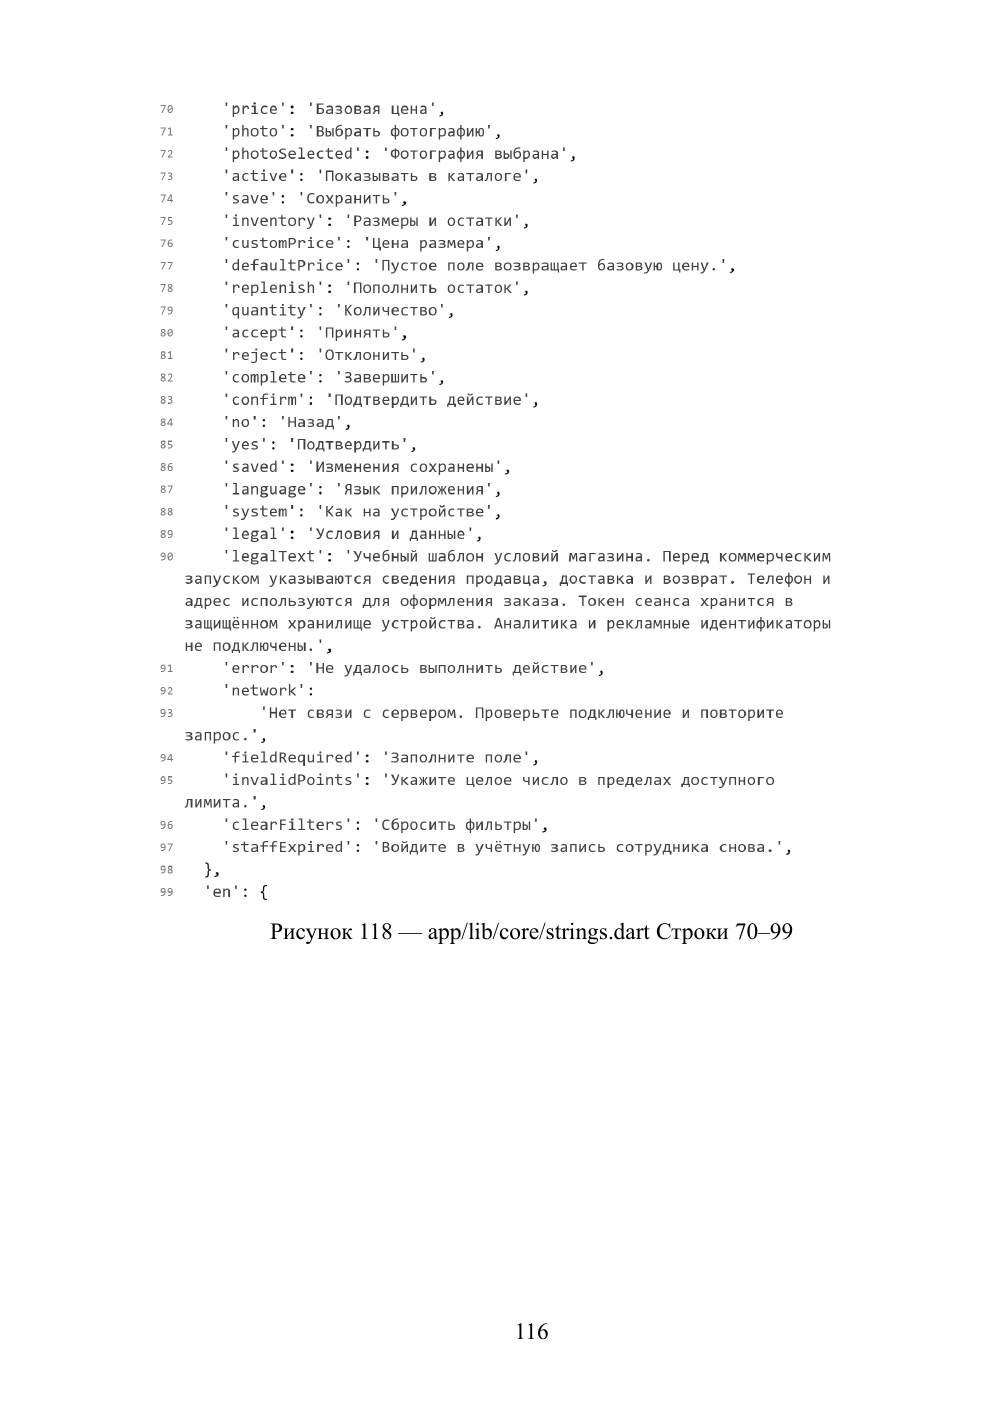 70 'price': 'Базовая цена',
71 'photo': 'Выбрать фотографию',
72 'photoSelected': 'Фотография выбрана',
73 'active': 'Показывать в каталоге',
74 'save': 'Сохранить',
75 'inventory': 'Размеры и остатки',
76 'customPrice': 'Цена размера',
77 'defaultPrice': 'Пустое поле возвращает базовую цену.',
78 'replenish': 'Пополнить остаток',
79 'quantity': 'Количество',
80 'accept': 'Принять',
81 'reject': 'Отклонить',
82 'complete': 'Завершить',
83 'confirm': 'Подтвердить действие',
84 'no': 'Назад',
85 'yes': 'Подтвердить',
86 'saved': 'Изменения сохранены',
87 'language': 'Язык приложения',
88 'system': 'Как на устройстве',
89 'legal': 'Условия и данные',
90 'legalText': 'Учебный шаблон условий магазина. Перед коммерческим
запуском указываются сведения продавца, доставка и возврат. Телефон и
адрес используются для оформления заказа. Токен сеанса хранится в
защищённом хранилище устройства. Аналитика и рекламные идентификаторы
не подключены.',
91 'error': 'Не удалось выполнить действие',
92 'network':
93 'Нет связи с сервером. Проверьте подключение и повторите
запрос.',
94 'fieldRequired': 'Заполните поле',
95 'invalidPoints': 'Укажите целое число в пределах доступного
лимита.',
96 'clearFilters': 'Сбросить фильтры',
97 'staffExpired': 'Войдите в учётную запись сотрудника снова.',
98 },
99 'en': {
Рисунок 118 — app/lib/core/strings.dart Строки 70–99
116